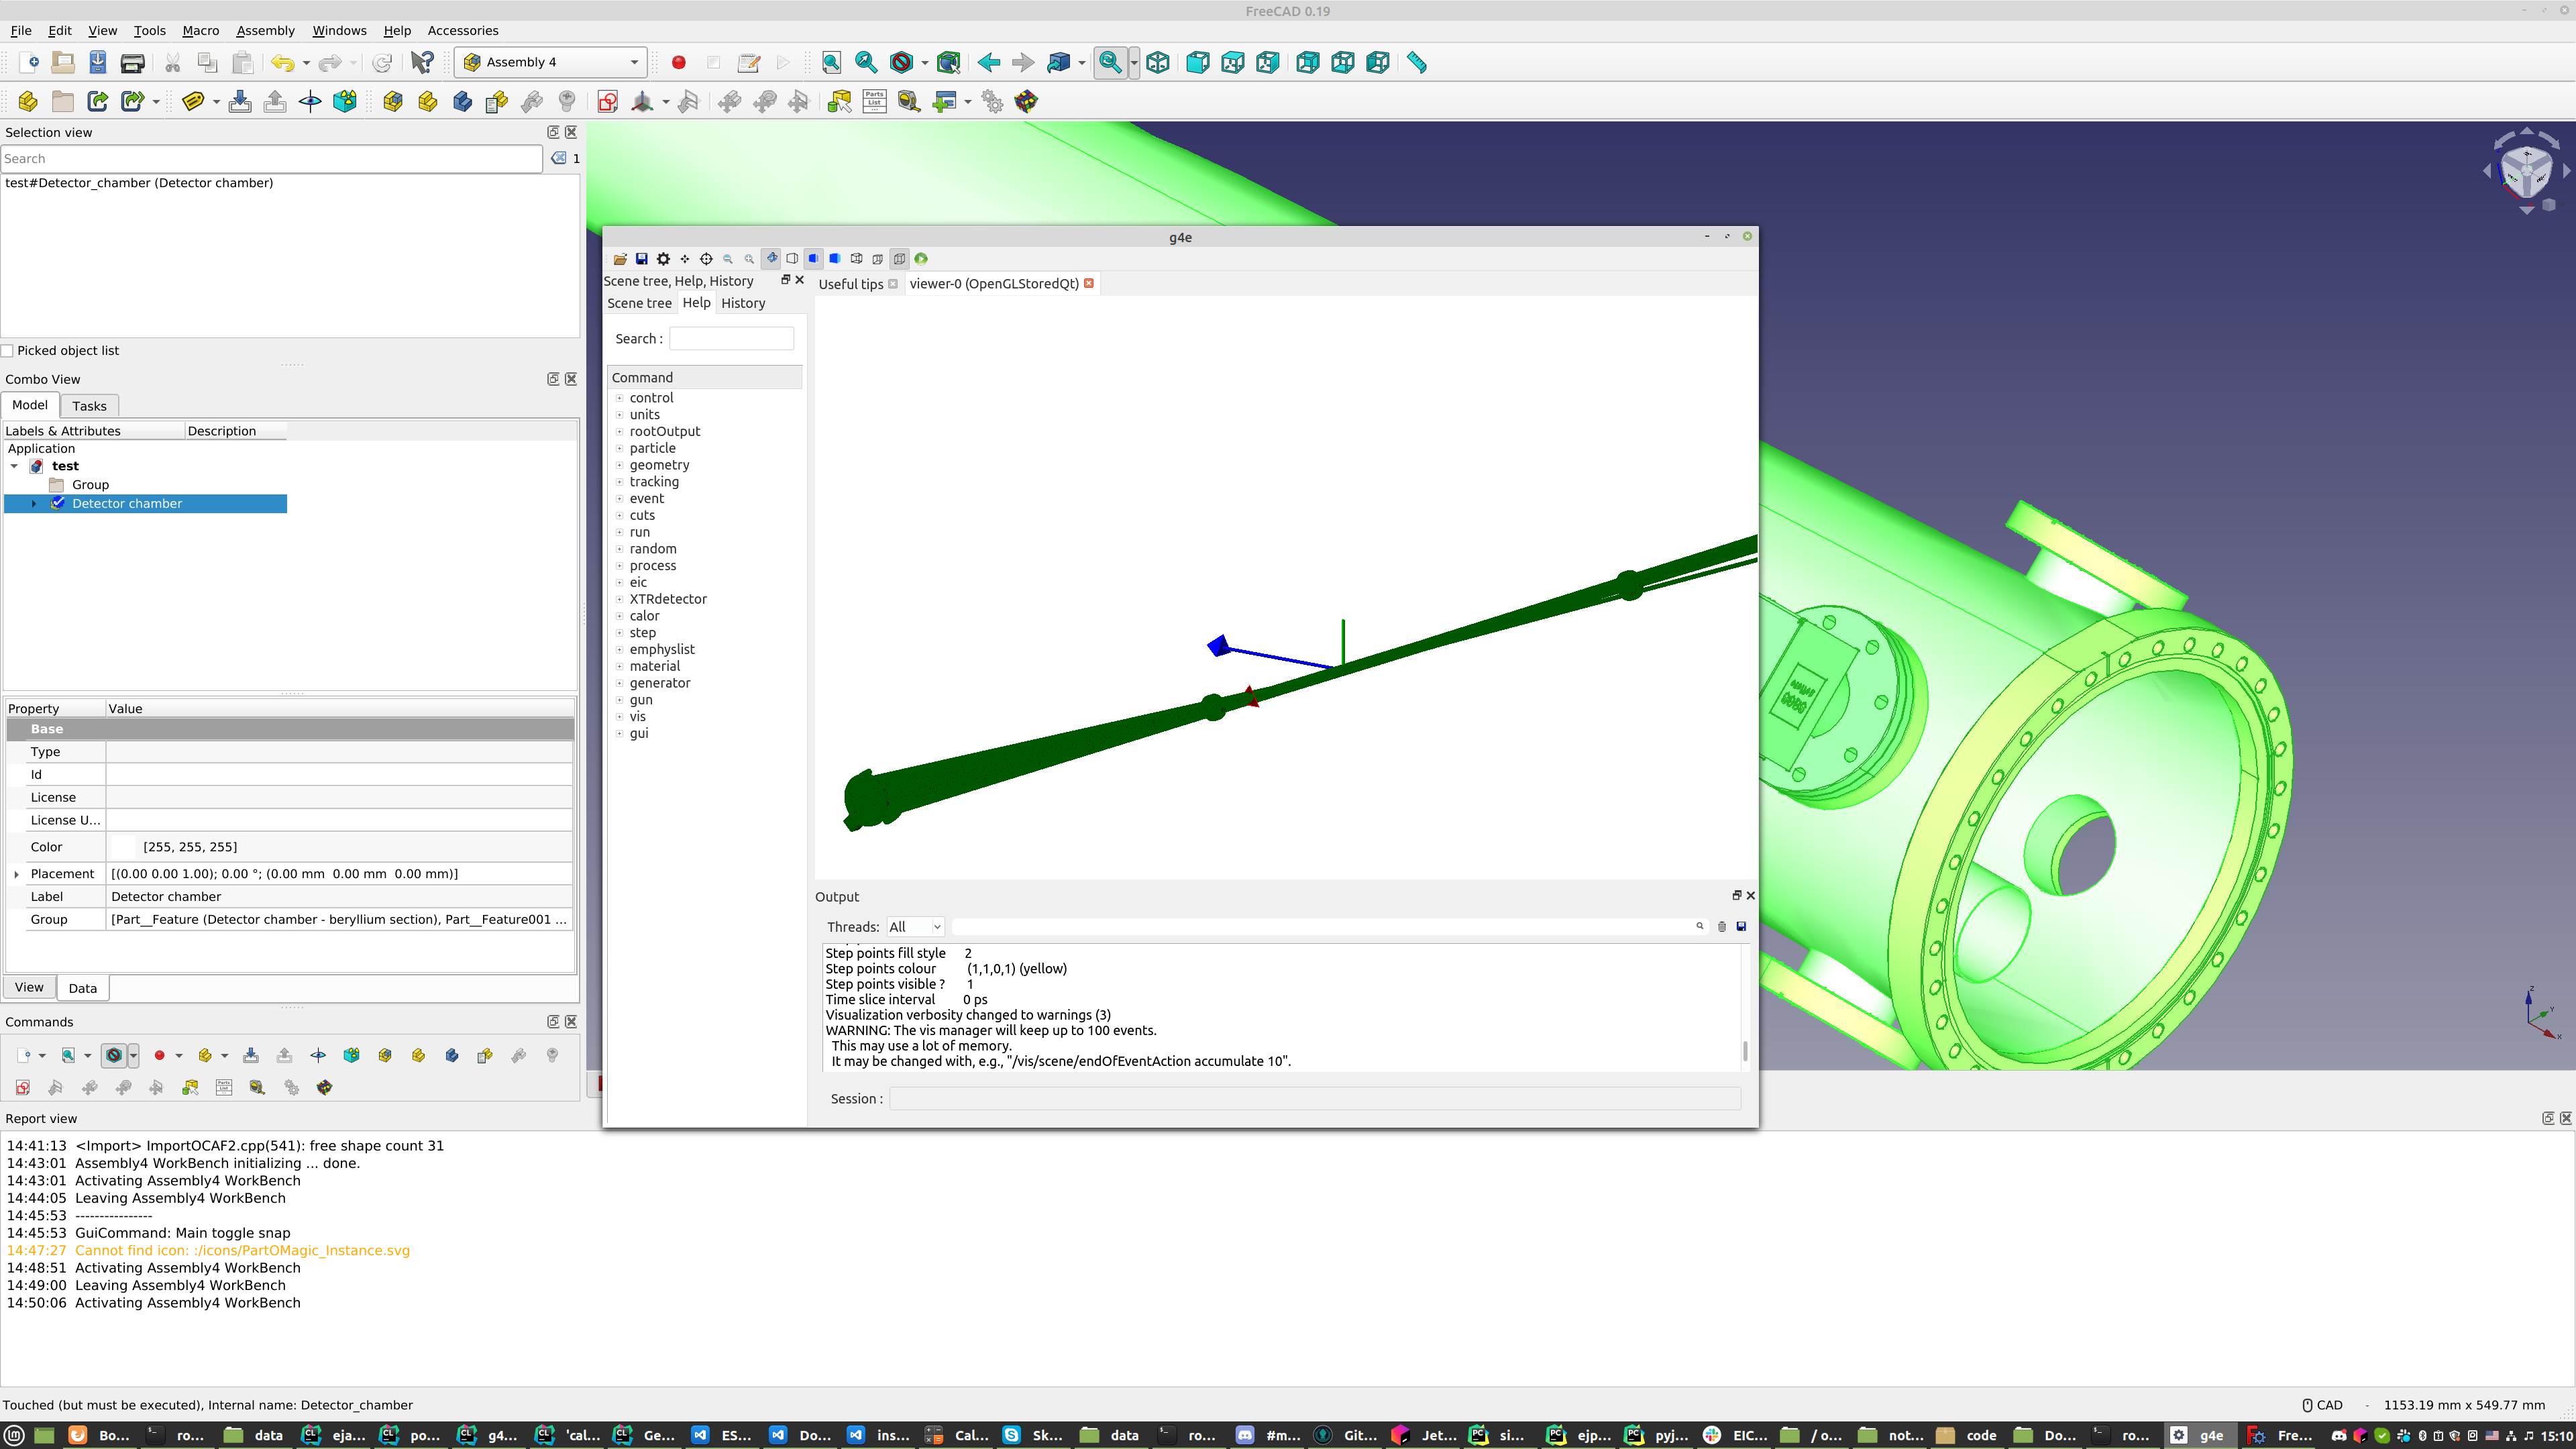 FreeCAD 0.19
File Edit View Tools Macro Assembly Windows Help Accessories
Assembly 4
Parts List
Selection view
Search
1
test#Detector_chamber (Detector chamber)
Picked object list
Combo View
Model Tasks
Labels & Attributes Description
Application
test
Group
Detector chamber
Property Value
Base
Type
Id
License
License U...
Color [255, 255, 255]
Placement [(0.00 0.00 1.00); 0.00 °; (0.00 mm  0.00 mm  0.00 mm)]
Label Detector chamber
Group [Part__Feature (Detector chamber - beryllium section), Part__Feature001 ...
View Data
Commands
g4e
Scene tree, Help, History
Scene tree Help History
Search :
Command
control
units
rootOutput
particle
geometry
tracking
event
cuts
run
random
process
eic
XTRdetector
calor
step
emphyslist
material
generator
gun
vis
gui
Useful tips viewer-0 (OpenGLStoredQt)
Output
Threads: All
Step points fill style 2
Step points colour (1,1,0,1) (yellow)
Step points visible ? 1
Time slice interval 0 ps
Visualization verbosity changed to warnings (3)
WARNING: The vis manager will keep up to 100 events.
This may use a lot of memory.
It may be changed with, e.g., "/vis/scene/endOfEventAction accumulate 10".
Session :
Z
Y
X
Report view
14:41:13 <Import> ImportOCAF2.cpp(541): free shape count 31
14:43:01 Assembly4 WorkBench initializing ... done.
14:43:01 Activating Assembly4 WorkBench
14:44:05 Leaving Assembly4 WorkBench
14:45:53 ----------------
14:45:53 GuiCommand: Main toggle snap
14:47:27 Cannot find icon: :/icons/PartOMagic_Instance.svg
14:48:51 Activating Assembly4 WorkBench
14:49:00 Leaving Assembly4 WorkBench
14:50:06 Activating Assembly4 WorkBench
Touched (but must be executed), Internal name: Detector_chamber
CAD - 1153.19 mm x 549.77 mm
Bo... ro... data eja... po... g4... 'cal... Ge... ES... Do... ins... Cal... Sk... data ro... #m... Git... Jet... si... ejp... pyj... EIC... / o... not... code Do... ro... g4e Fre... 15:10